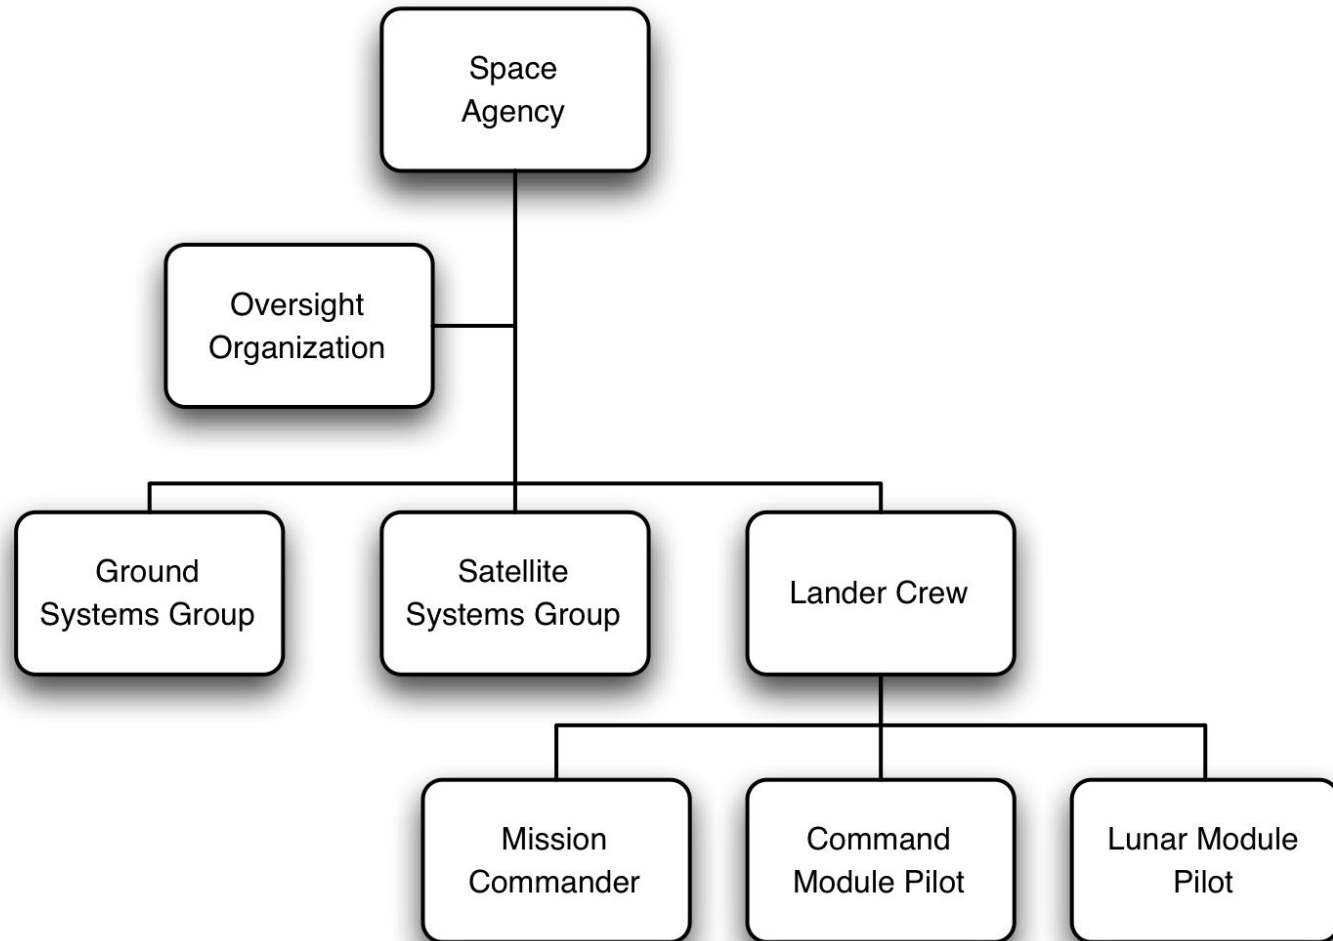 Space
Agency
Oversight
Organization
Ground
Systems Group
Satellite
Systems Group
Lander Crew
Mission
Commander
Command
Module Pilot
Lunar Module
Pilot